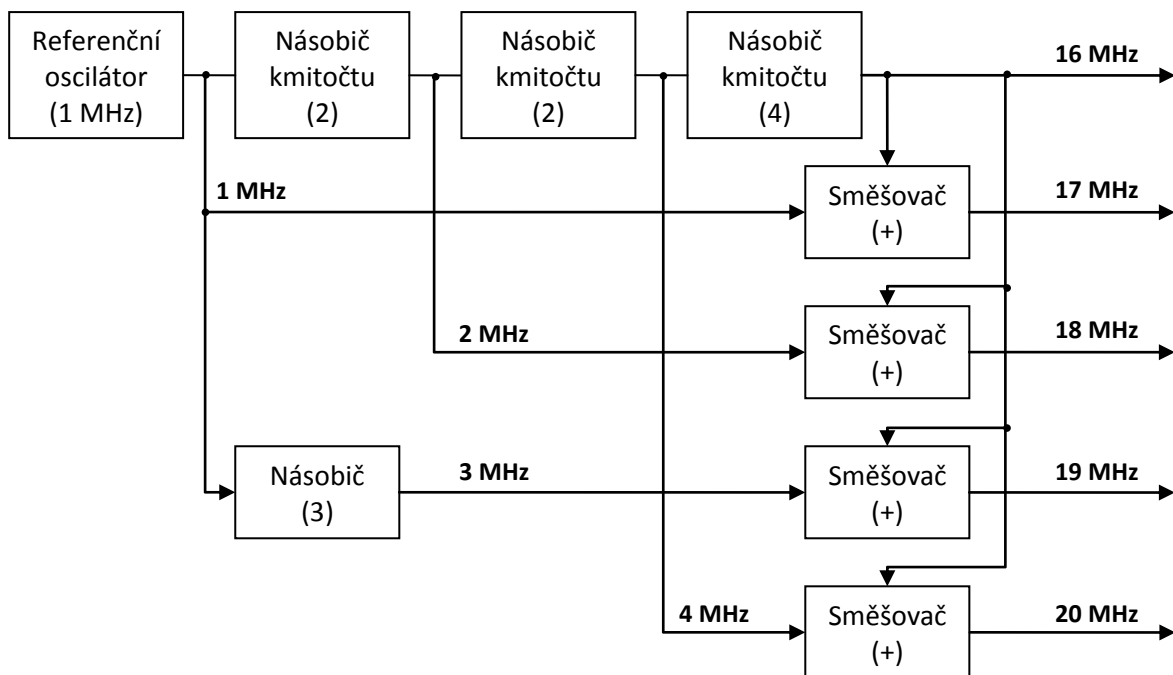 Referenční
oscilátor
(1 MHz)
Násobič
kmitočtu
(2)
Násobič
kmitočtu
(2)
Násobič
kmitočtu
(4)
16 MHz
1 MHz
Směšovač
(+)
17 MHz
2 MHz
Směšovač
(+)
18 MHz
Násobič
(3)
3 MHz
Směšovač
(+)
19 MHz
4 MHz
Směšovač
(+)
20 MHz